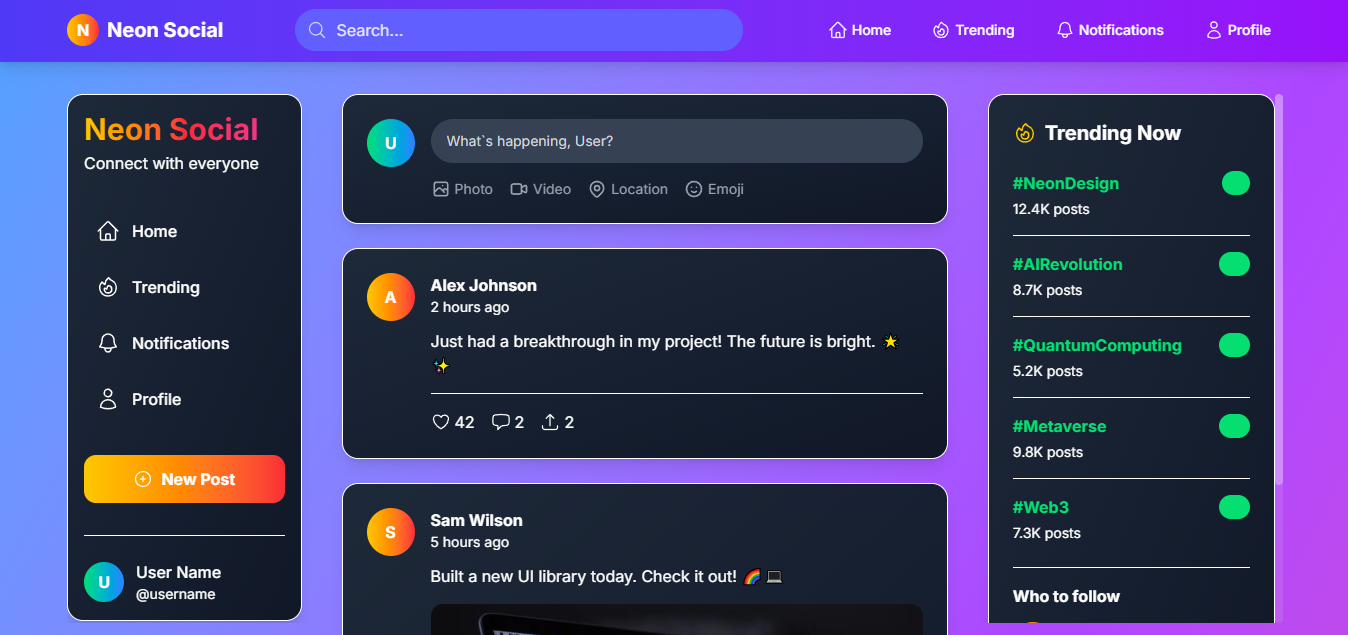 N Neon Social
Search...
Home
Trending
Notifications
Profile
Neon Social
Connect with everyone
Home
Trending
Notifications
Profile
New Post
U
User Name
@username
U
What`s happening, User?
Photo
Video
Location
Emoji
A
Alex Johnson
2 hours ago
Just had a breakthrough in my project! The future is bright. 🌟
✨
42 2 2
S
Sam Wilson
5 hours ago
Built a new UI library today. Check it out! 🌈 💻
Trending Now
#NeonDesign
12.4K posts
#AIRevolution
8.7K posts
#QuantumComputing
5.2K posts
#Metaverse
9.8K posts
#Web3
7.3K posts
Who to follow